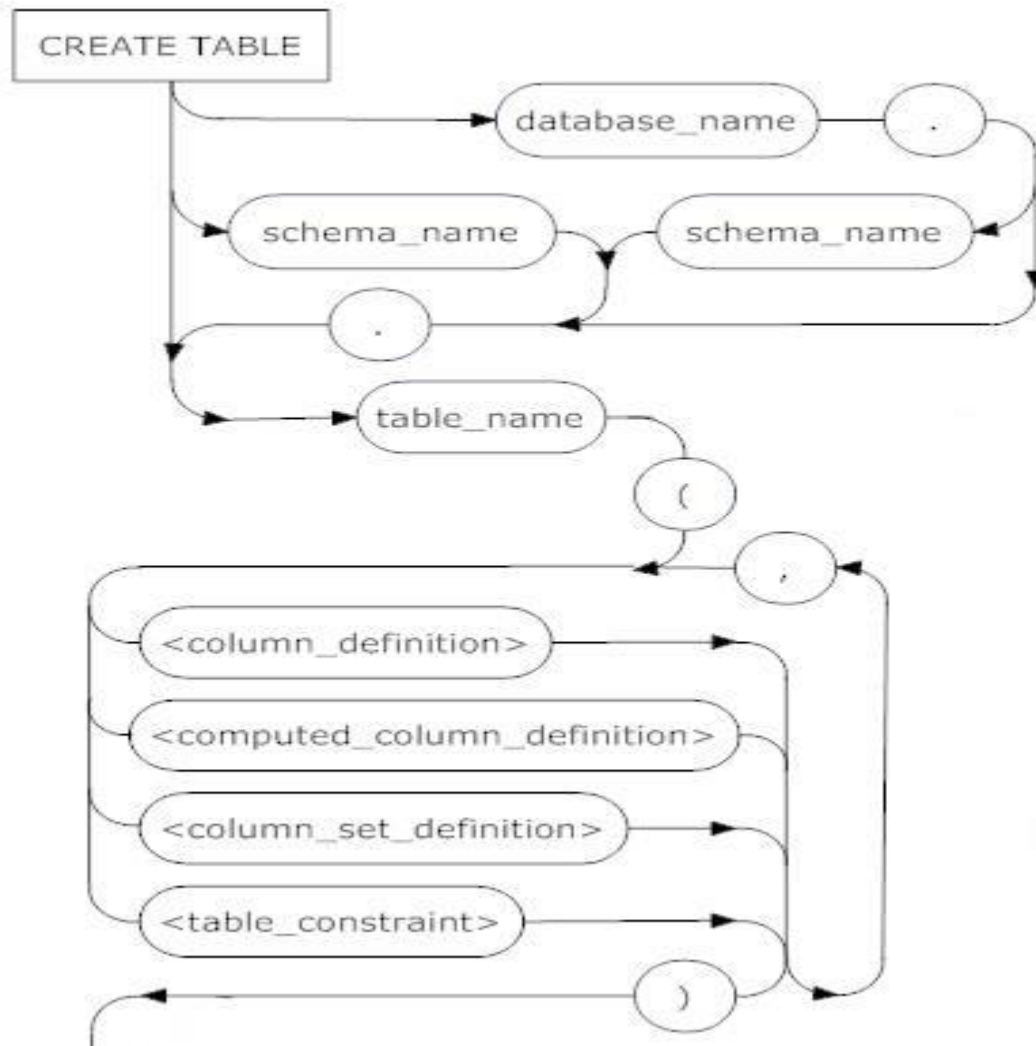 CREATE TABLE
database_name .
schema_name schema_name
.
table_name
(
,
<column_definition>
<computed_column_definition>
<column_set_definition>
<table_constraint>
)